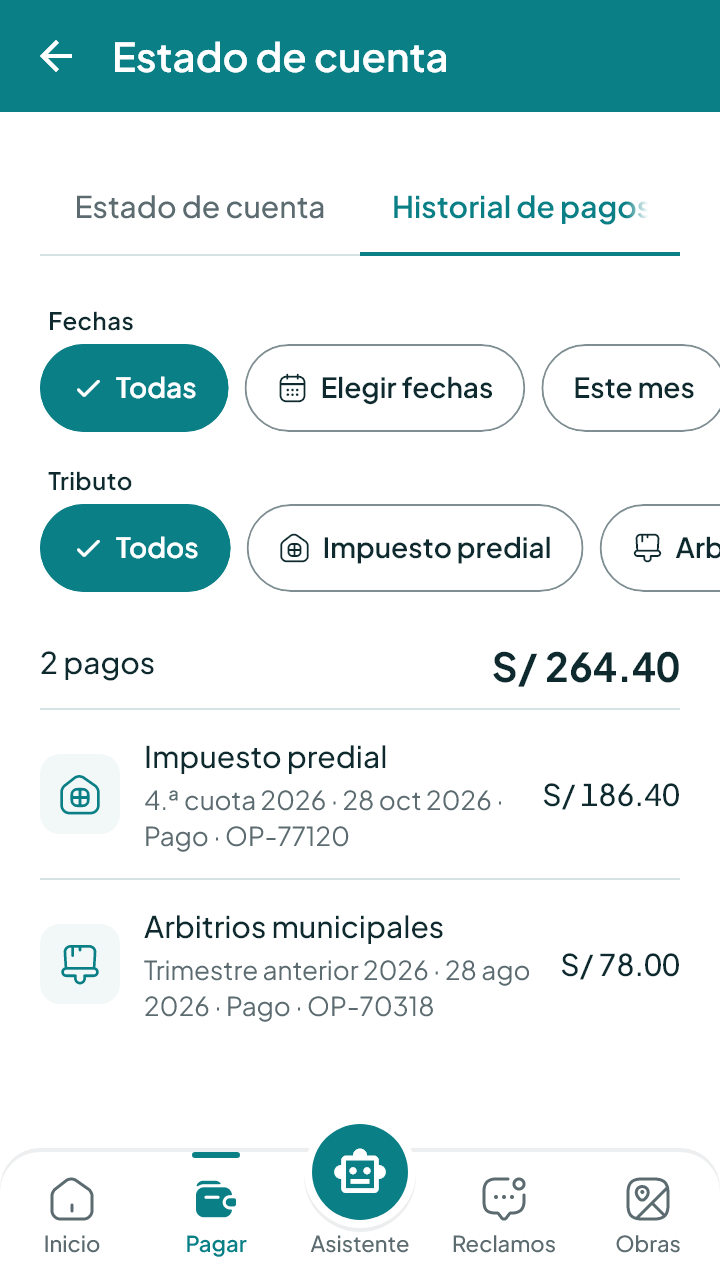 Estado de cuenta
Estado de cuenta
Historial de pagos
Fechas
Todas
Elegir fechas
Este mes
Tributo
Todos
Impuesto predial
Arb
2 pagos
S/ 264.40
Impuesto predial
4.ª cuota 2026 · 28 oct 2026 ·
Pago · OP-77120
S/ 186.40
Arbitrios municipales
Trimestre anterior 2026 · 28 ago
2026 · Pago · OP-70318
S/ 78.00
Inicio
Pagar
Asistente
Reclamos
Obras